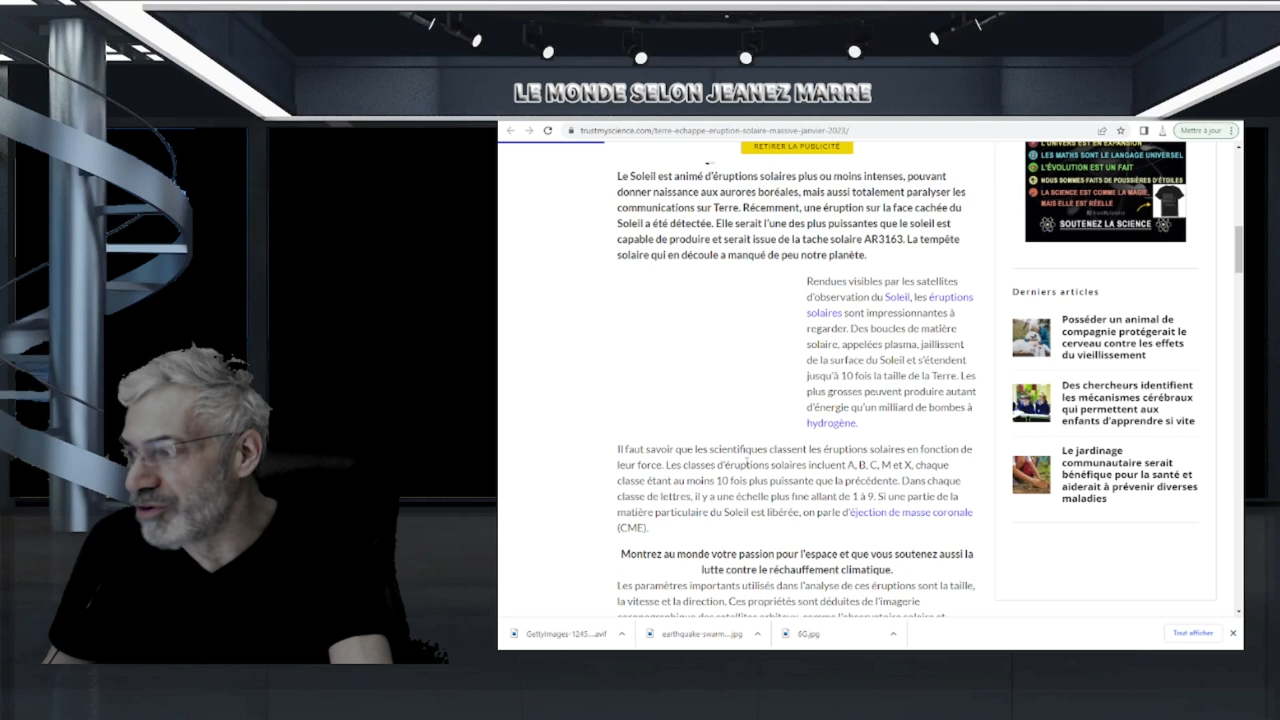 LE MONDE SELON JEANEZ MARRE
trustmyscience.com/terre-echappe-eruption-solaire-massive-janvier-2023/
Mettre à jour
RETIRER LA PUBLICITÉ
Le Soleil est animé d'éruptions solaires plus ou moins intenses, pouvant
donner naissance aux aurores boréales, mais aussi totalement paralyser les
communications sur Terre. Récemment, une éruption sur la face cachée du
Soleil a été détectée. Elle serait l'une des plus puissantes que le soleil est
capable de produire et serait issue de la tache solaire AR3163. La tempête
solaire qui en découle a manqué de peu notre planète.
Rendues visibles par les satellites
d'observation du Soleil, les éruptions
solaires sont impressionnantes à
regarder. Des boucles de matière
solaire, appelées plasma, jaillissent
de la surface du Soleil et s'étendent
jusqu'à 10 fois la taille de la Terre. Les
plus grosses peuvent produire autant
d'énergie qu'un milliard de bombes à
hydrogène.
Il faut savoir que les scientifiques classent les éruptions solaires en fonction de
leur force. Les classes d'éruptions solaires incluent A, B, C, M et X, chaque
classe étant au moins 10 fois plus puissante que la précédente. Dans chaque
classe de lettres, il y a une échelle plus fine allant de 1 à 9. Si une partie de la
matière particulaire du Soleil est libérée, on parle d'éjection de masse coronale
(CME).
Montrez au monde votre passion pour l'espace et que vous soutenez aussi la
lutte contre le réchauffement climatique.
Les paramètres importants utilisés dans l'analyse de ces éruptions sont la taille,
la vitesse et la direction. Ces propriétés sont déduites de l'imagerie
coronographique des satellites orbitaux, comme l'observatoire solaire et
L'UNIVERS EST EN EXPANSION
LES MATHS SONT LE LANGAGE UNIVERSEL
L'ÉVOLUTION EST UN FAIT
NOUS SOMMES FAITS DE POUSSIÈRES D'ÉTOILES
LA SCIENCE EST COMME LA MAGIE,
MAIS ELLE EST RÉELLE
SOUTENEZ LA SCIENCE
Derniers articles
Posséder un animal de
compagnie protégerait le
cerveau contre les effets
du vieillissement
Des chercheurs identifient
les mécanismes cérébraux
qui permettent aux
enfants d'apprendre si vite
Le jardinage
communautaire serait
bénéfique pour la santé et
aiderait à prévenir diverses
maladies
GettyImages-1245....avif
earthquake-swarm....jpg
6G.jpg
Tout afficher